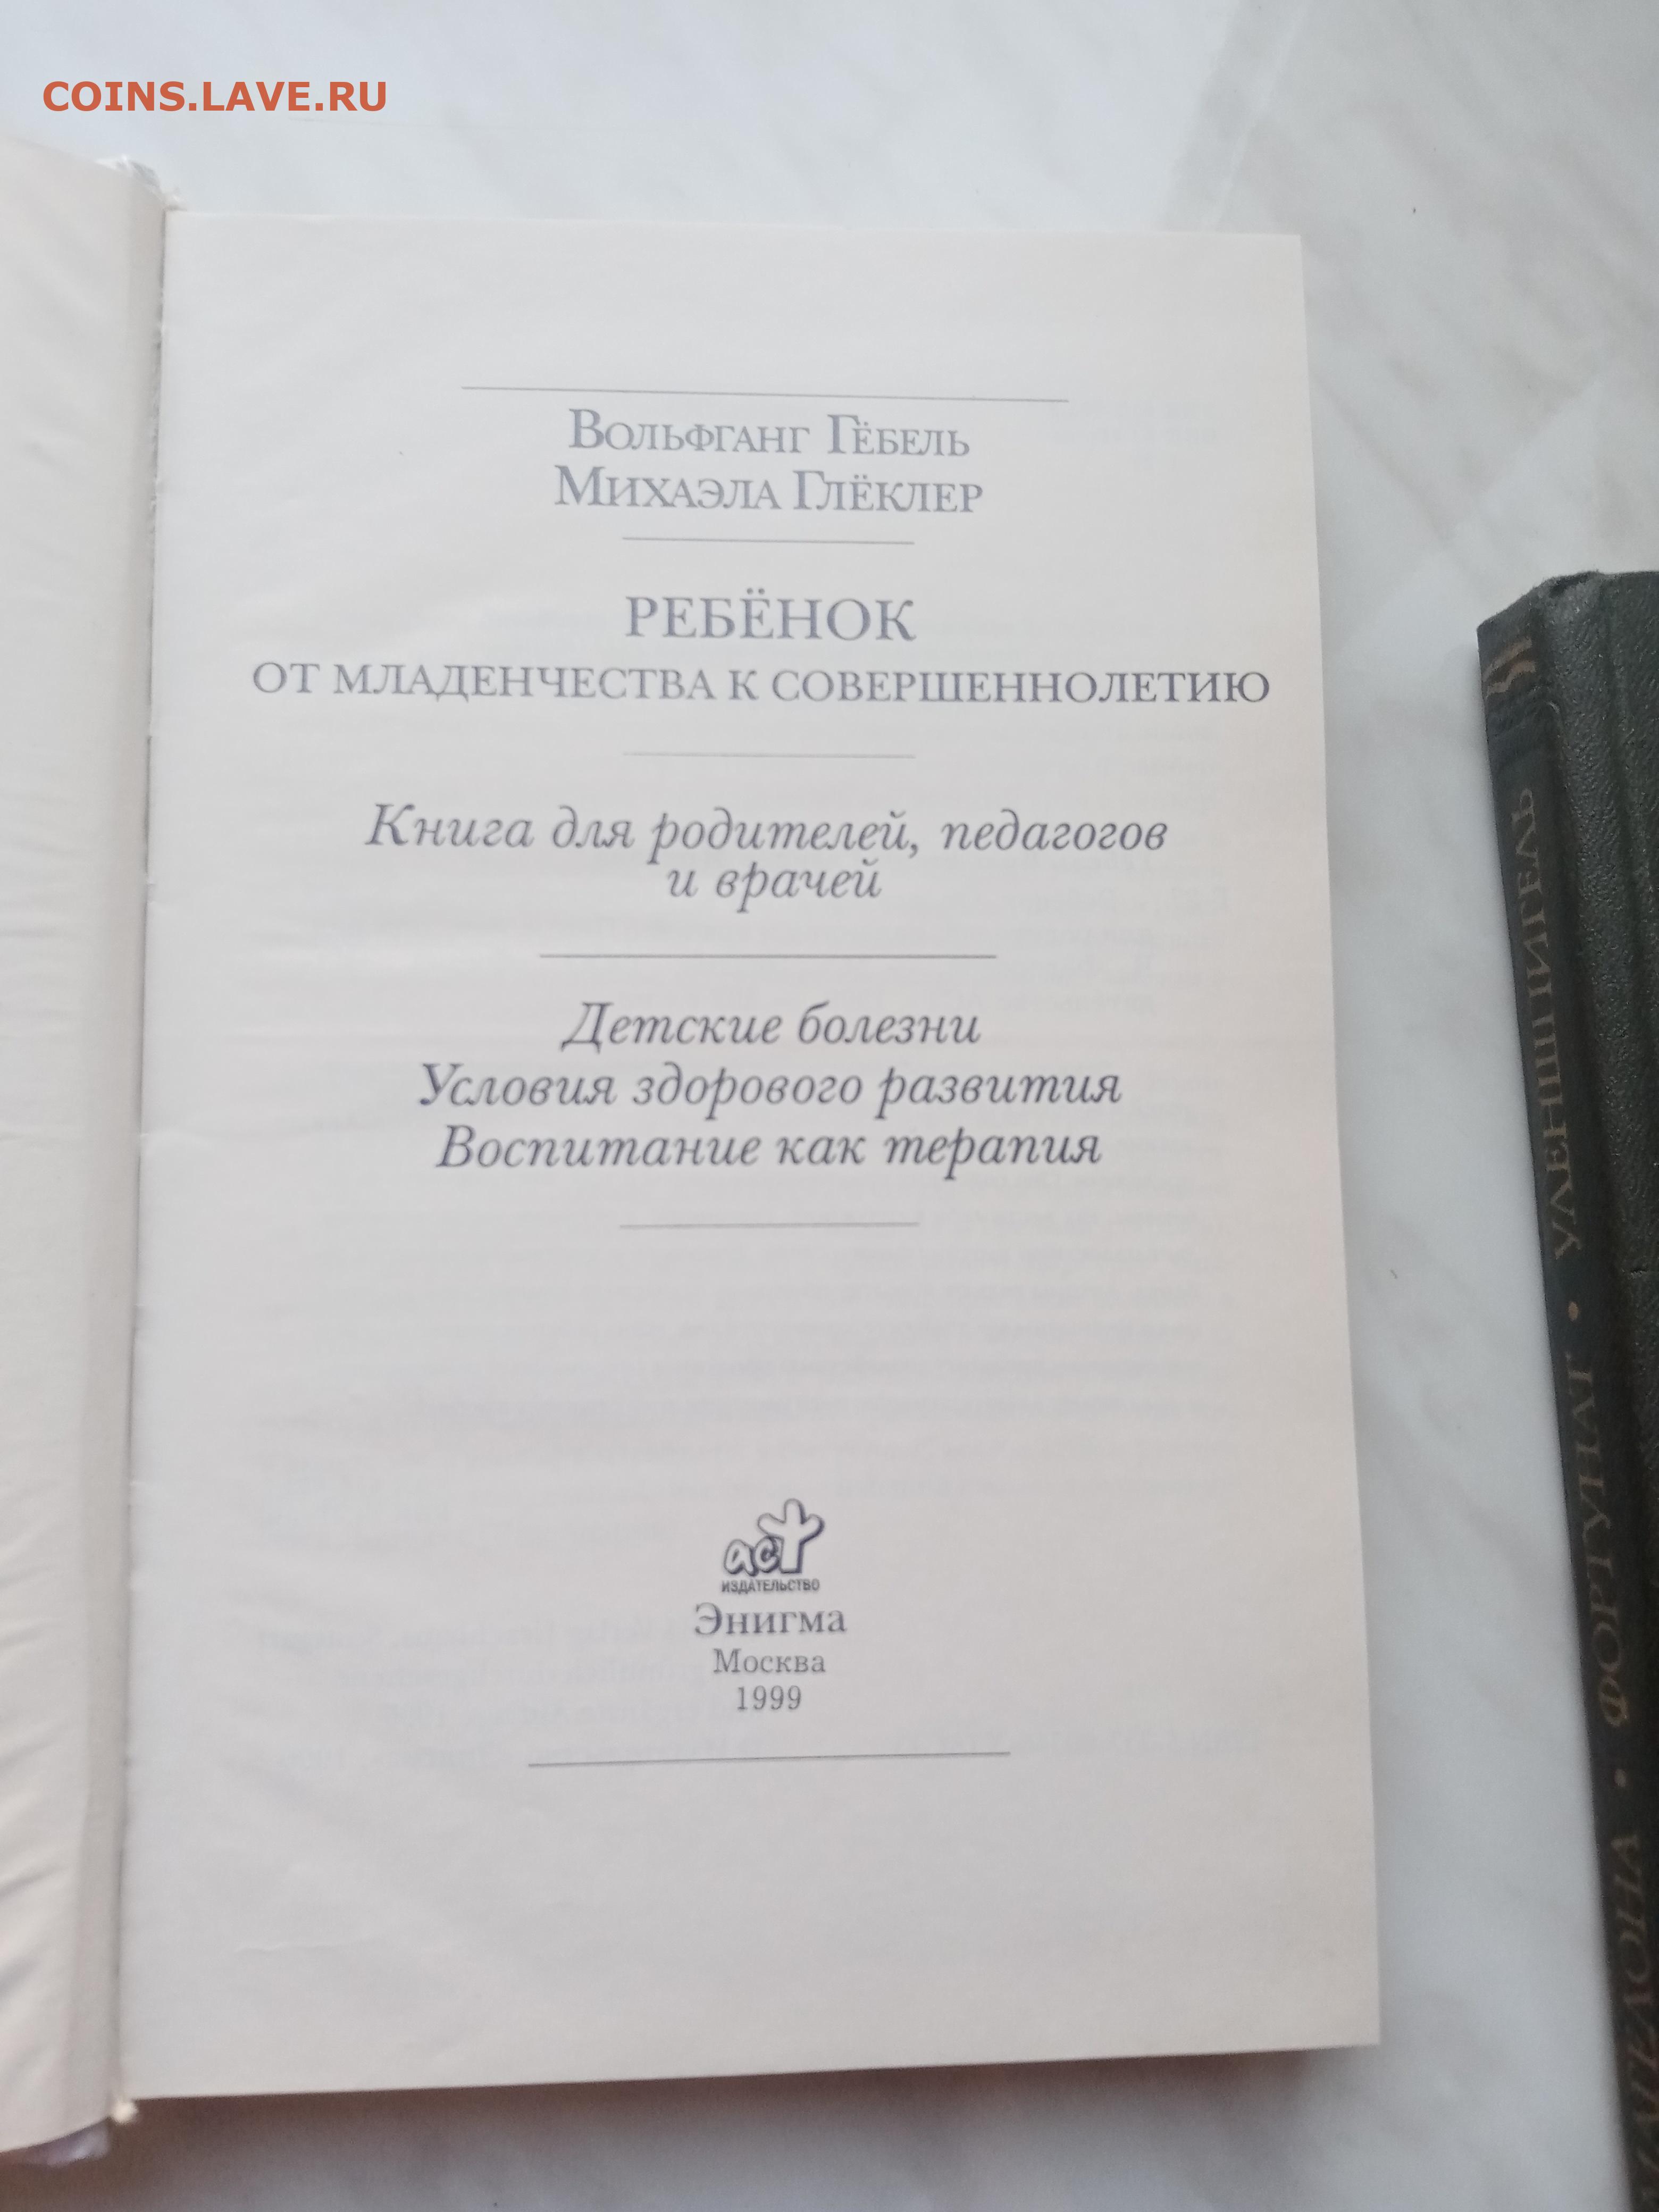 COINS.LAVE.RU
Вольфганг Гёбель
Михаэла Глёклер
РЕБЁНОК
ОТ МЛАДЕНЧЕСТВА К СОВЕРШЕННОЛЕТИЮ
Книга для родителей, педагогов
и врачей
Детские болезни
Условия здорового развития
Воспитание как терапия
аст
ИЗДАТЕЛЬСТВО
Энигма
Москва
1999
ФОРТУНАТ • УЛЕНШПИГЕЛЬ